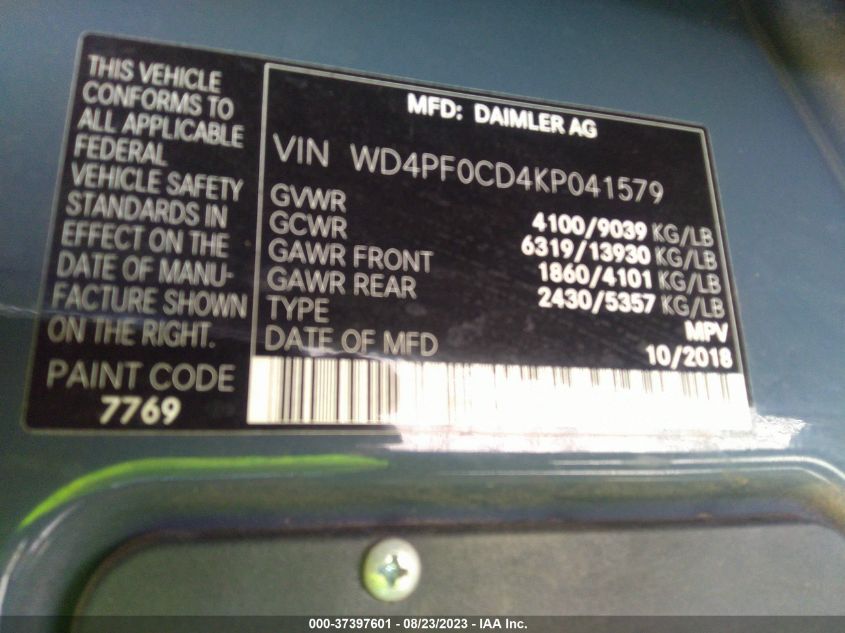 THIS VEHICLE
CONFORMS TO
ALL APPLICABLE
FEDERAL
VEHICLE SAFETY
STANDARDS IN
EFFECT ON THE
DATE OF MANU-
FACTURE SHOWN
ON THE RIGHT.
PAINT CODE
7769
MFD: DAIMLER AG
VIN WD4PF0CD4KP041579
GVWR 4100/9039 KG/LB
GCWR 6319/13930 KG/LB
GAWR FRONT 1860/4101 KG/LB
GAWR REAR 2430/5357 KG/LB
TYPE MPV
DATE OF MFD 10/2018
000-37397601 - 08/23/2023 - IAA Inc.